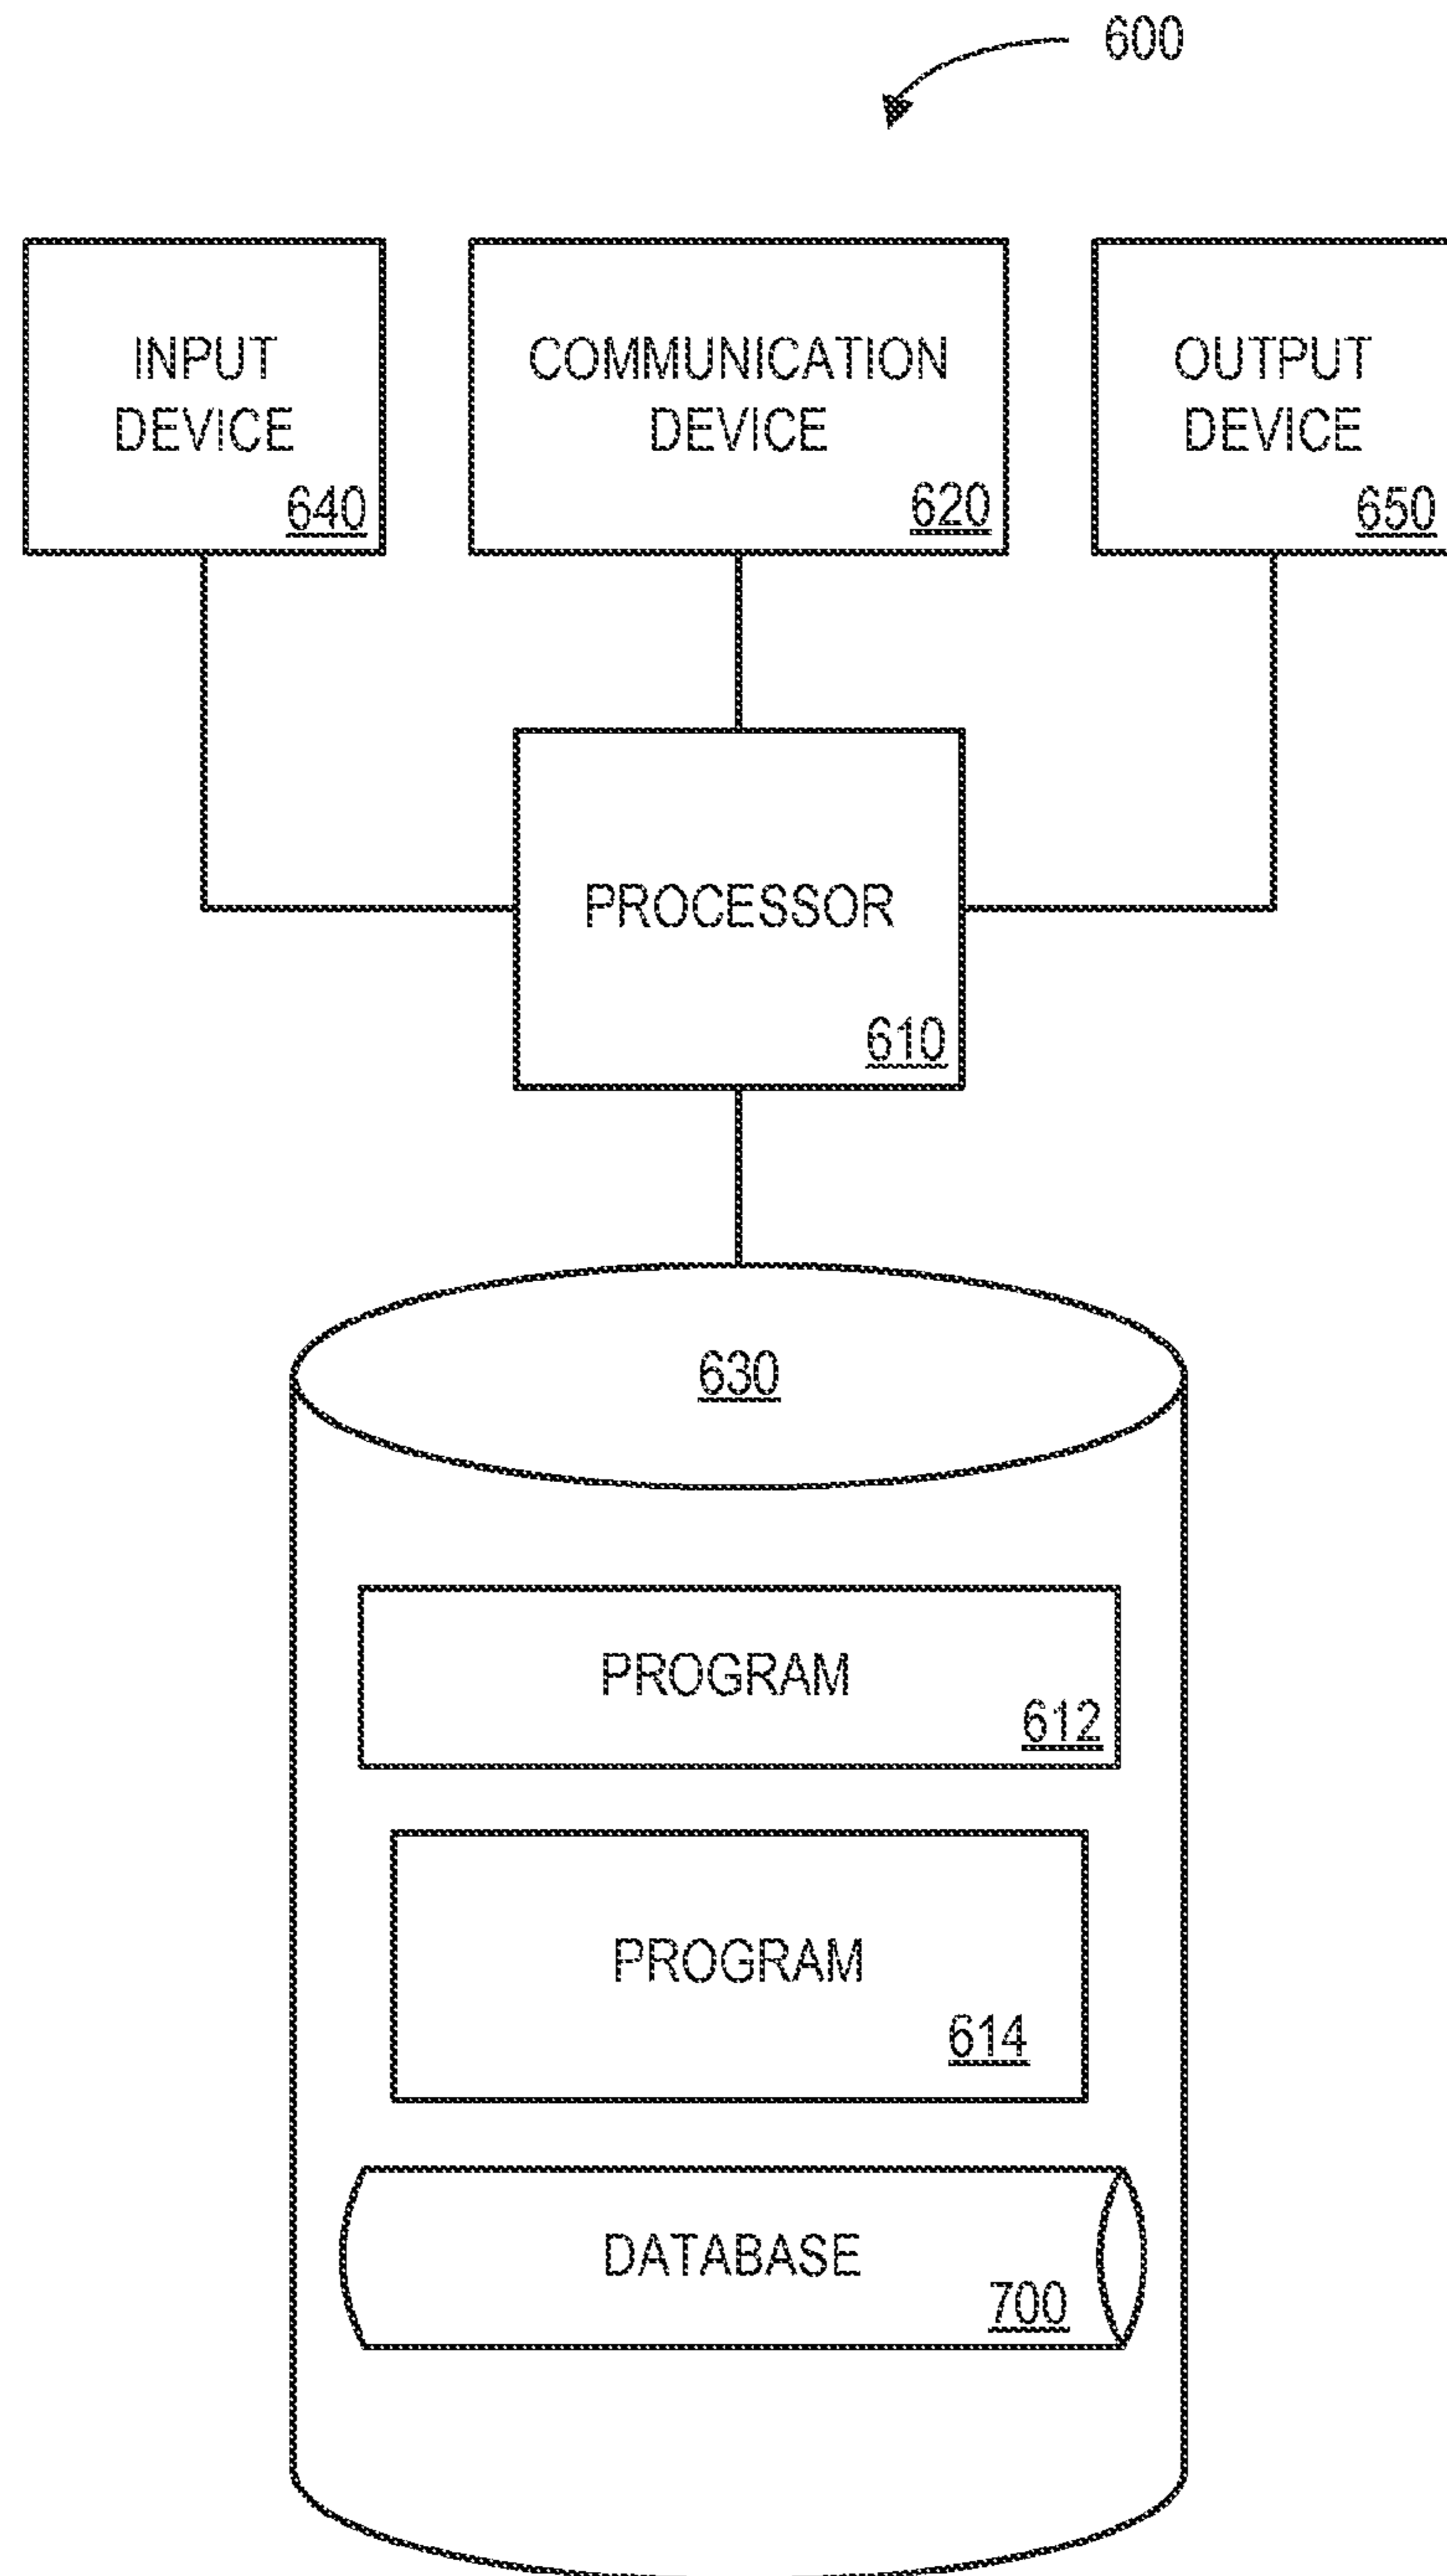 600
INPUT
DEVICE
640
COMMUNICATION
DEVICE
620
OUTPUT
DEVICE
650
PROCESSOR
610
630
PROGRAM
612
PROGRAM
614
DATABASE
700